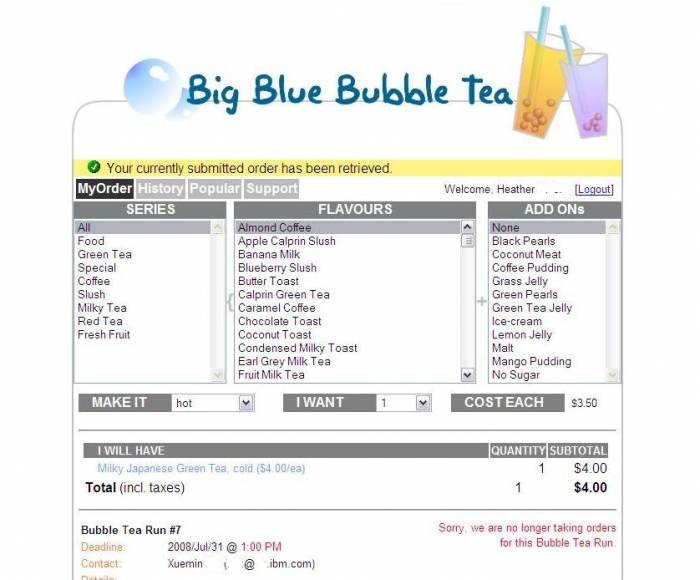 Big Blue Bubble Tea
Your currently submitted order has been retrieved.
MyOrder History Popular Support
Welcome, Heather [Logout]
SERIES
All
Food
Green Tea
Special
Coffee
Slush
Milky Tea
Red Tea
Fresh Fruit
{
FLAVOURS
Almond Coffee
Apple Calprin Slush
Banana Milk
Blueberry Slush
Butter Toast
Calprin Green Tea
Caramel Coffee
Chocolate Toast
Coconut Toast
Condensed Milky Toast
Earl Grey Milk Tea
Fruit Milk Tea
+
ADD ONs
None
Black Pearls
Coconut Meat
Coffee Pudding
Grass Jelly
Green Pearls
Green Tea Jelly
Ice-cream
Lemon Jelly
Malt
Mango Pudding
No Sugar
MAKE IT hot I WANT 1 COST EACH $3.50
I WILL HAVE QUANTITY SUBTOTAL
Milky Japanese Green Tea, cold ($4.00/ea) 1 $4.00
Total (incl. taxes) 1 $4.00
Bubble Tea Run #7
Deadline: 2008/Jul/31 @ 1:00 PM
Contact: Xuemin ( @ .ibm.com)
Details:
Sorry, we are no longer taking orders
for this Bubble Tea Run.